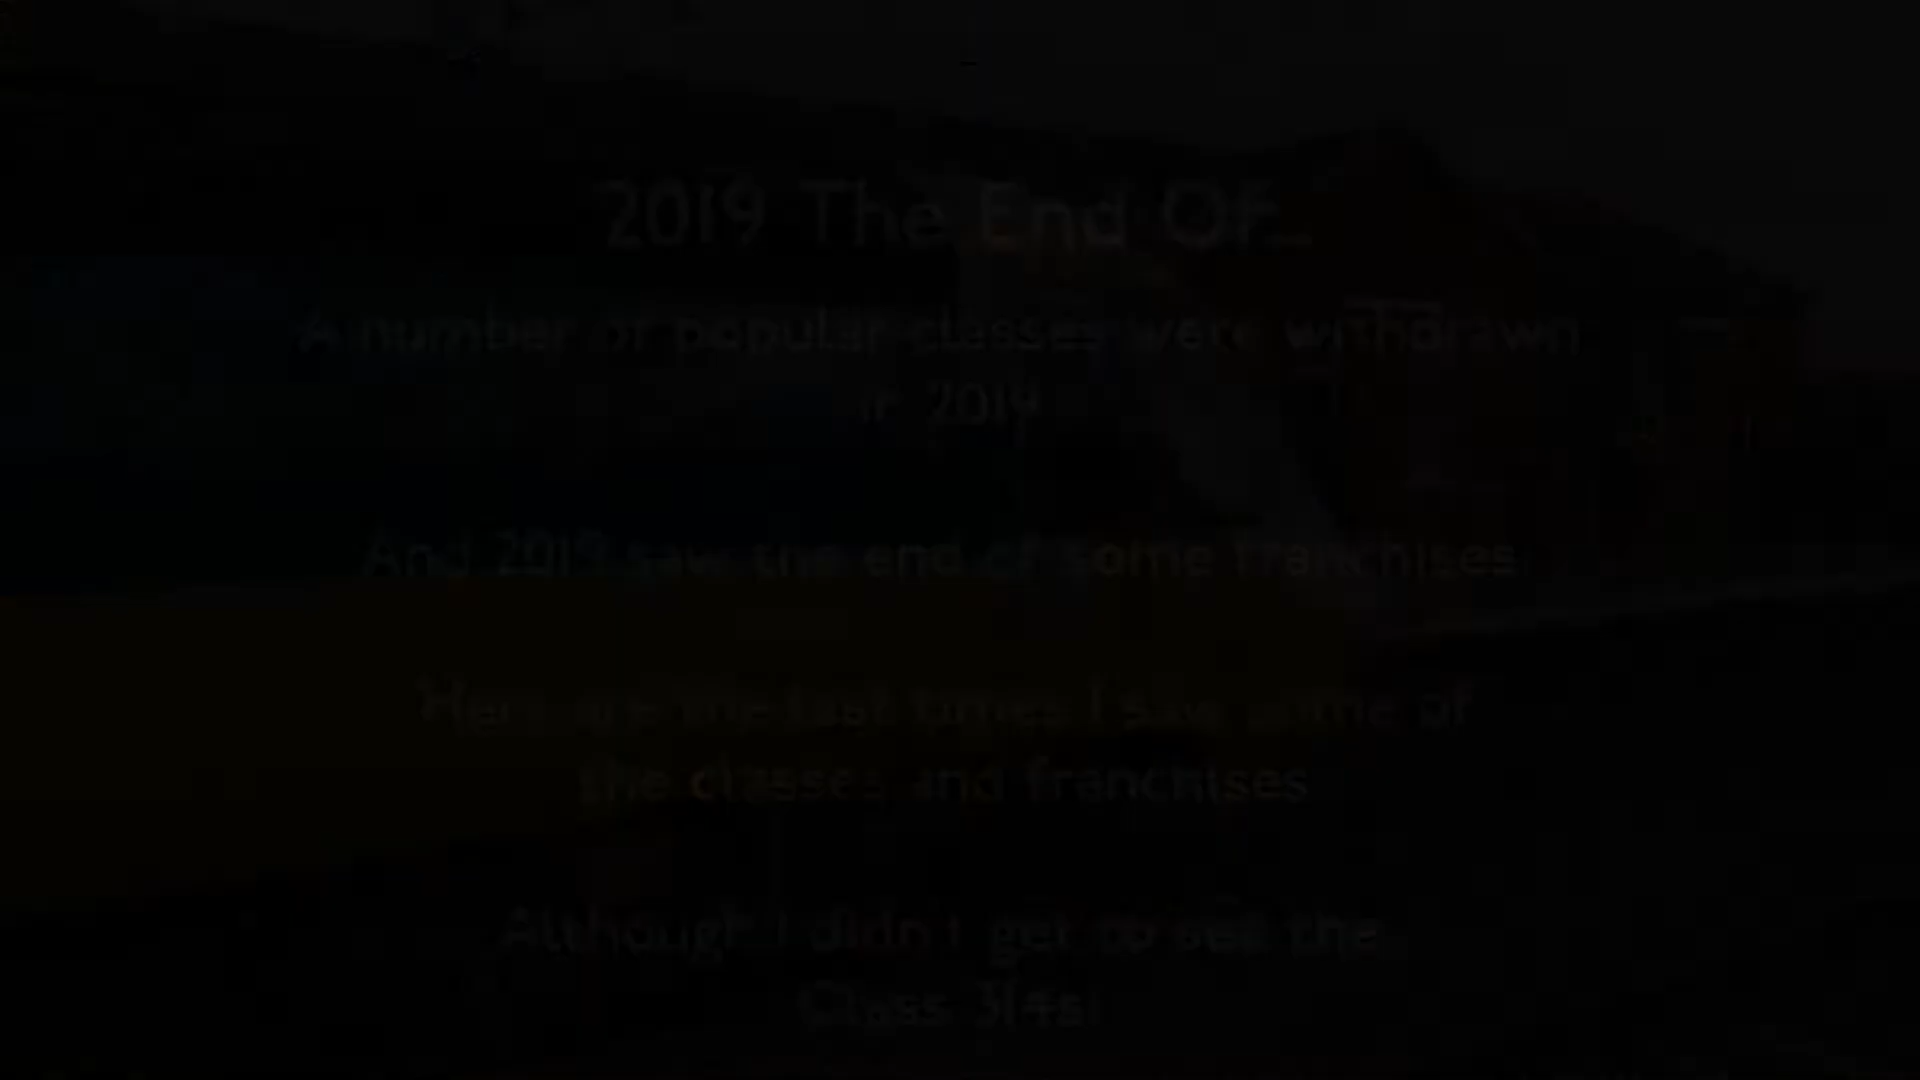 2019 The End Of...
A number of popular classes were withdrawn
in 2019
And 2019 saw the end of some franchises
Here are the last times I saw some of
the classes and franchises
Although I didn't get to see the
Class 314s!